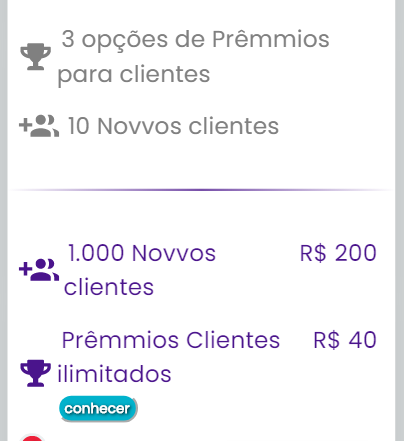 3 opções de Prêmmios
para clientes
10 Novvos clientes
1.000 Novvos R$ 200
clientes
Prêmmios Clientes R$ 40
ilimitados
conhecer